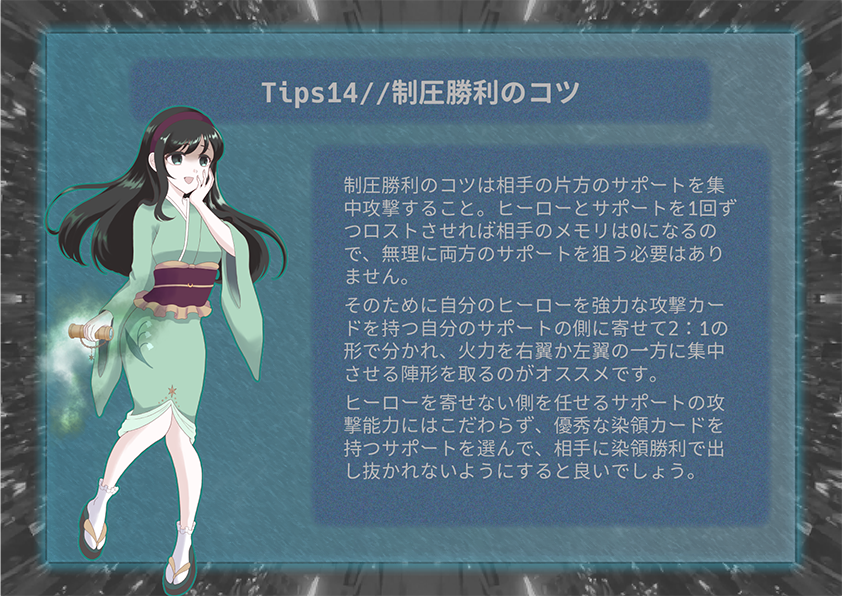 Tips14//制圧勝利のコツ
制圧勝利のコツは相手の片方のサポートを集
中攻撃すること。ヒーローとサポートを1回ず
つロストさせれば相手のメモリは0になるの
で、無理に両方のサポートを狙う必要はあり
ません。
そのために自分のヒーローを強力な攻撃カー
ドを持つ自分のサポートの側に寄せて2：1の
形で分かれ、火力を右翼か左翼の一方に集中
させる陣形を取るのがオススメです。
ヒーローを寄せない側を任せるサポートの攻
撃能力にはこだわらず、優秀な染領カードを
持つサポートを選んで、相手に染領勝利で出
し抜かれないようにすると良いでしょう。